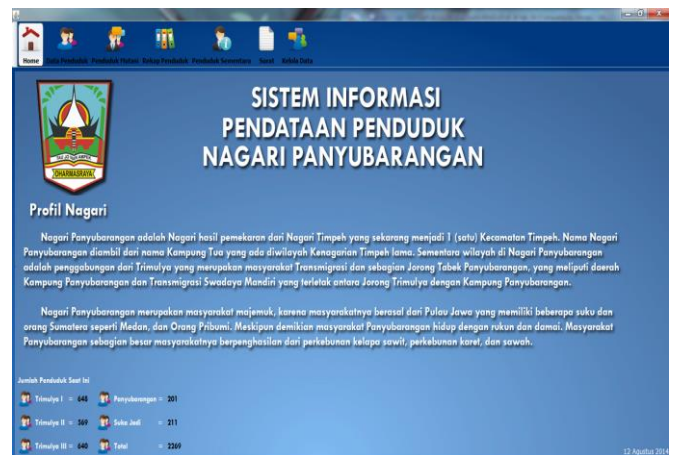 Home Data Penduduk Penduduk Mutasi Rekap Penduduk Penduduk Sementara Surat Kelola Data
SISTEM INFORMASI
PENDATAAN PENDUDUK
NAGARI PANYUBARANGAN
DHARMASRAYA
Profil Nagari
Nagari Panyubarangan adalah Nagari hasil pemekaran dari Nagari Timpeh yang sekarang menjadi 1 (satu) Kecamatan Timpeh. Nama Nagari
Panyubarangan diambil dari nama Kampung Tua yang ada diwilayah Kenagarian Timpeh lama. Sementara wilayah di Nagari Panyubarangan
adalah penggabungan dari Trimulya yang merupakan masyarakat Transmigrasi dan sebagian Jorong Tabek Panyubarangan, yang meliputi daerah
Kampung Panyubarangan dan Transmigrasi Swadaya Mandiri yang terletak antara Jorong Trimulya dengan Kampung Panyubarangan.
Nagari Panyubarangan merupakan masyarakat majemuk, karena masyarakatnya berasal dari Pulau Jawa yang memiliki beberapa suku dan
orang Sumatera seperti Medan, dan Orang Pribumi. Meskipun demikian masyarakat Panyubarangan hidup dengan rukun dan damai. Masyarakat
Panyubarangan sebagian besar masyarakatnya berpenghasilan dari perkebunan kelapa sawit, perkebunan karet, dan sawah.
Jumlah Penduduk Saat Ini
Trimulya I = 648 Panyubarangan = 201
Trimulya II = 569 Suka Jadi = 211
Trimulya III = 640 Total = 2269
12 Agustus 2014